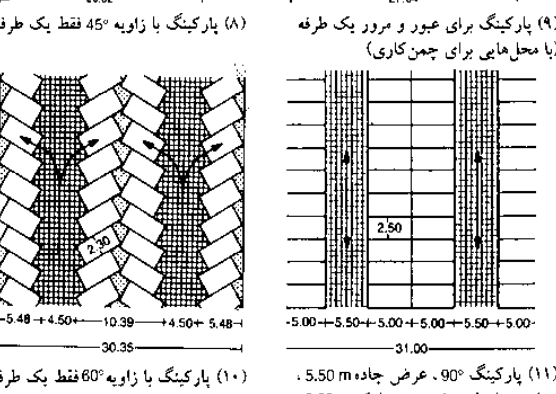 (۹) پارکینگ برای عبور و مرور یک طرفه
(با محل‌هایی برای چمن‌کاری)
(۸) پارکینگ با زاویه 45° فقط یک طرفه
2.50
2.30
-5.00-+-5.50-+-5.00-+-5.00-+-5.50-+-5.00-
31.00
-5.48-+-4.50+-10.39-+4.50+-5.48-
30.35
(۱۱) پارکینگ 90°، عرض جاده 5.50 m،
(۱۰) پارکینگ با زاویه 60° فقط یک طرفه